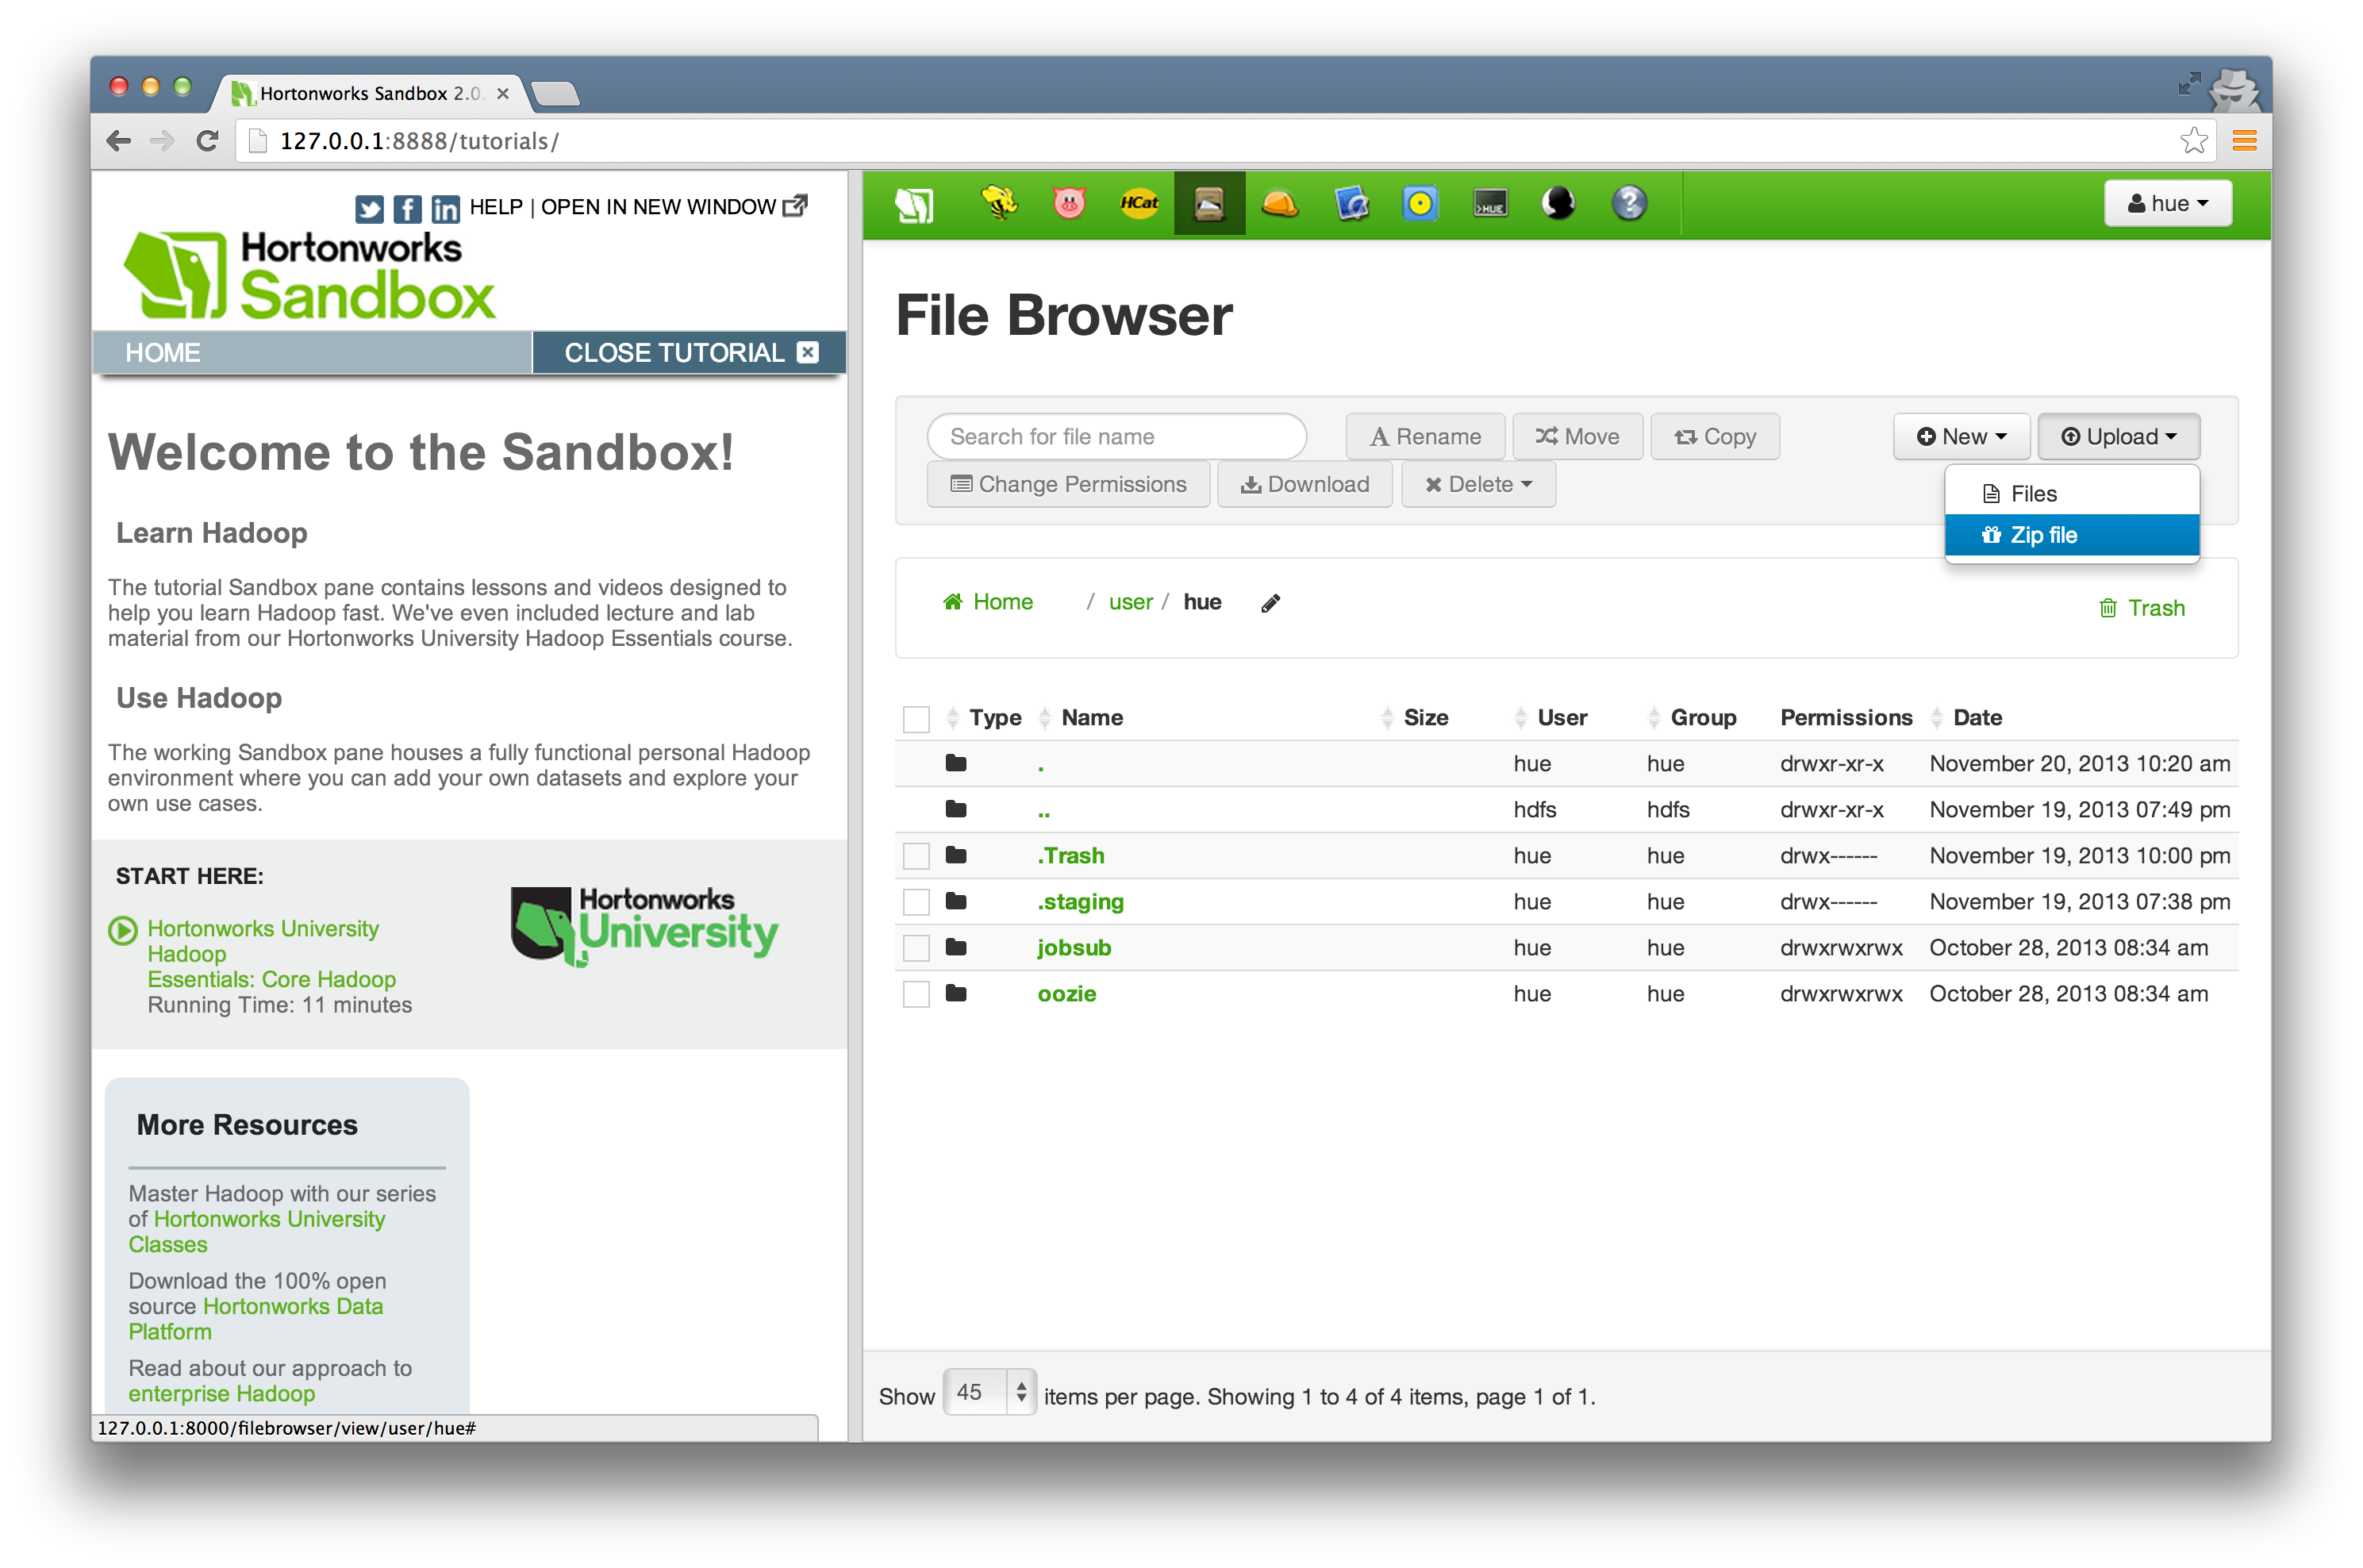 Hortonworks Sandbox 2.0.
127.0.0.1:8888/tutorials/
HELP | OPEN IN NEW WINDOW
Hortonworks
Sandbox
HOME
CLOSE TUTORIAL
Welcome to the Sandbox!
Learn Hadoop
The tutorial Sandbox pane contains lessons and videos designed to
help you learn Hadoop fast. We've even included lecture and lab
material from our Hortonworks University Hadoop Essentials course.
Use Hadoop
The working Sandbox pane houses a fully functional personal Hadoop
environment where you can add your own datasets and explore your
own use cases.
START HERE:
Hortonworks University
Hadoop
Essentials: Core Hadoop
Running Time: 11 minutes
Hortonworks
University
More Resources
Master Hadoop with our series
of Hortonworks University
Classes
Download the 100% open
source Hortonworks Data
Platform
Read about our approach to
enterprise Hadoop
127.0.0.1:8000/filebrowser/view/user/hue#
HCat
>HUE
hue
File Browser
Search for file name
Rename
Move
Copy
New
Upload
Change Permissions
Download
Delete
Files
Zip file
Home / user / hue
Trash
Type Name Size User Group Permissions Date
. hue hue drwxr-xr-x November 20, 2013 10:20 am
.. hdfs hdfs drwxr-xr-x November 19, 2013 07:49 pm
.Trash hue hue drwx------ November 19, 2013 10:00 pm
.staging hue hue drwx------ November 19, 2013 07:38 pm
jobsub hue hue drwxrwxrwx October 28, 2013 08:34 am
oozie hue hue drwxrwxrwx October 28, 2013 08:34 am
Show 45 items per page. Showing 1 to 4 of 4 items, page 1 of 1.